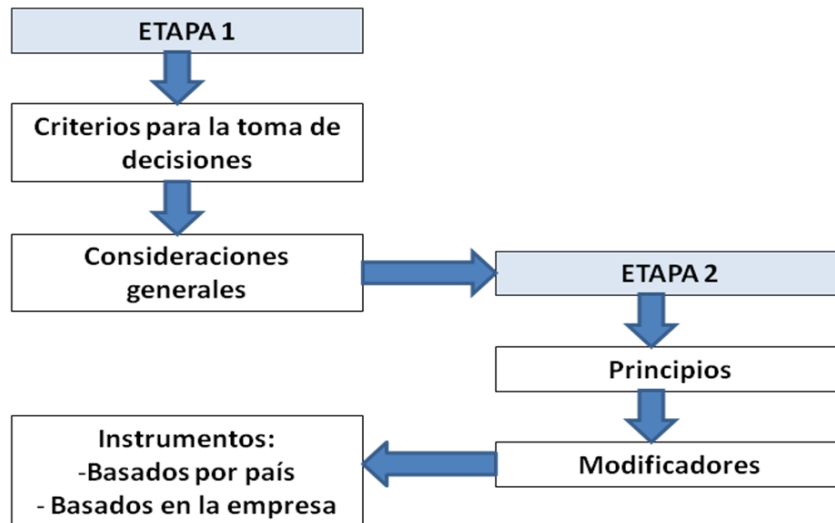 ETAPA 1
Criterios para la toma de
decisiones
Consideraciones
generales
ETAPA 2
Principios
Modificadores
Instrumentos:
-Basados por país
- Basados en la empresa